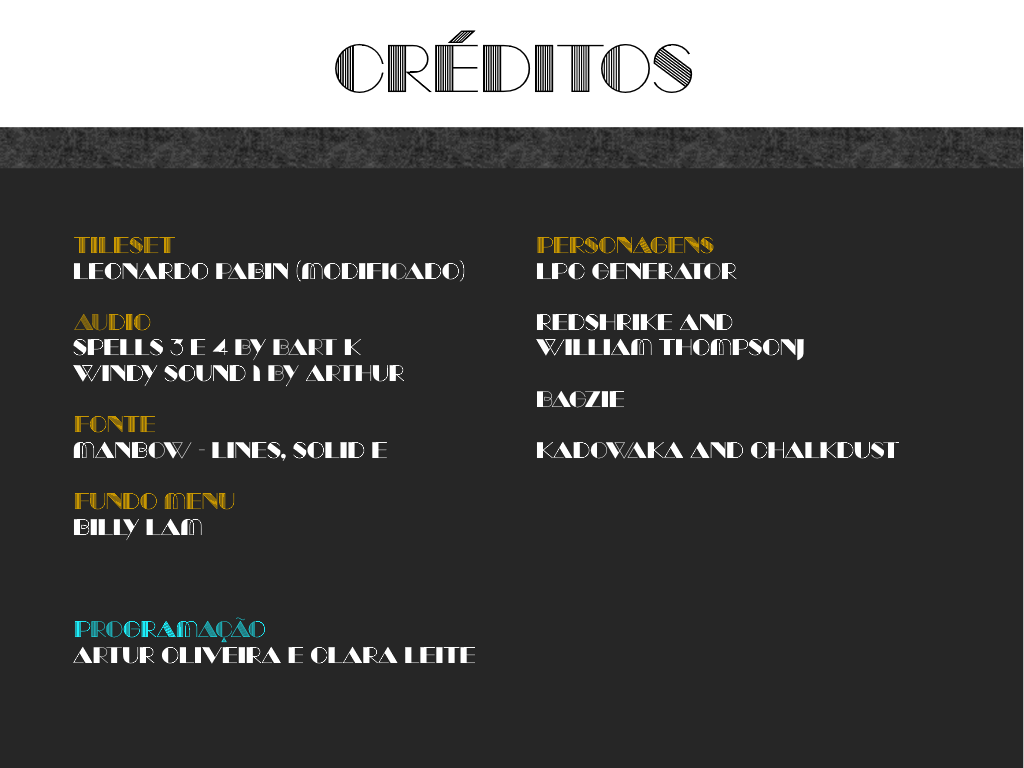 CRÉDITOS
TILESET
LEONARDO PABIN (MODIFICADO)
AUDIO
SPELLS 3 E 4 BY BART K
WINDY SOUND 1 BY ARTHUR
FONTE
MANBOW - LINES, SOLID E
FUNDO MENU
BILLY LAM
PROGRAMAÇÃO
ARTUR OLIVEIRA E CLARA LEITE
PERSONAGENS
LPC GENERATOR
REDSHRIKE AND
WILLIAM THOMPSONJ
BAGZIE
KADOWAKA AND CHALKDUST